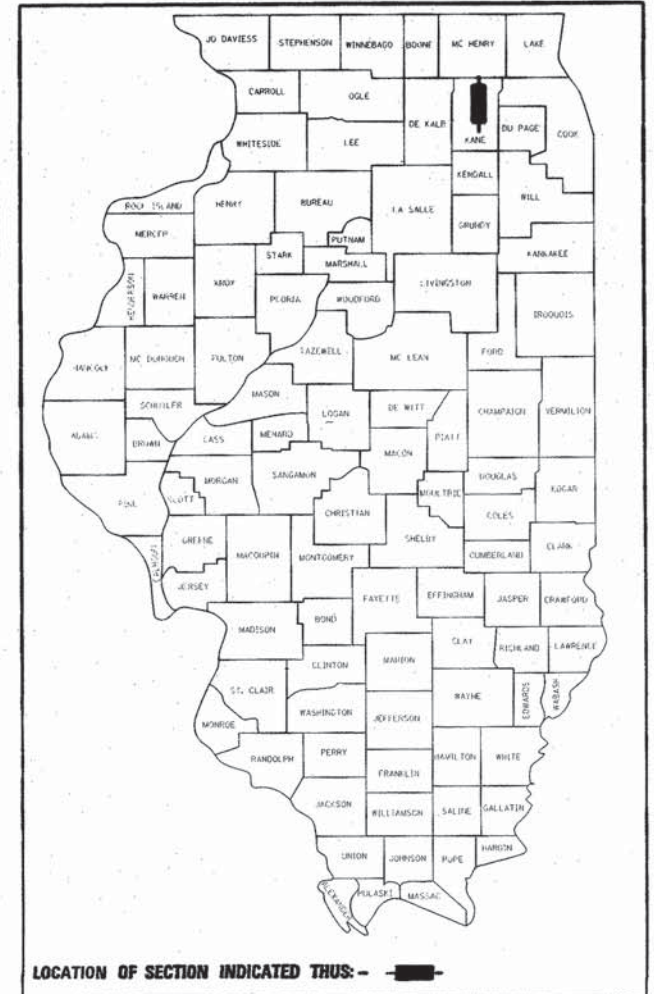 JO DAVIESS STEPHENSON WINNEBAGO BOONE MC HENRY LAKE
CARROLL OGLE DE KALB KANE DU PAGE COOK
WHITESIDE LEE
KENDALL
ROCK ISLAND HENRY BUREAU LA SALLE GRUNDY WILL
MERCER PUTNAM
STARK MARSHALL KANKAKEE
HENDERSON WARREN KNOX PEORIA WOODFORD LIVINGSTON IROQUOIS
HANCOCK MC DONOUGH FULTON TAZEWELL MC LEAN FORD
MASON
SCHUYLER LOGAN DE WITT CHAMPAIGN VERMILION
ADAMS BROWN CASS MENARD MACON PIATT
PIKE SCOTT MORGAN SANGAMON MOULTRIE DOUGLAS EDGAR
CHRISTIAN COLES
CALHOUN GREENE MACOUPIN MONTGOMERY SHELBY CUMBERLAND CLARK
JERSEY FAYETTE EFFINGHAM JASPER CRAWFORD
MADISON BOND
CLAY RICHLAND LAWRENCE
CLINTON MARION
ST. CLAIR WAYNE EDWARDS WABASH
MONROE WASHINGTON JEFFERSON
RANDOLPH PERRY HAMILTON WHITE
FRANKLIN
JACKSON WILLIAMSON SALINE GALLATIN
UNION JOHNSON POPE HARDIN
ALEXANDER PULASKI MASSAC
LOCATION OF SECTION INDICATED THUS: -